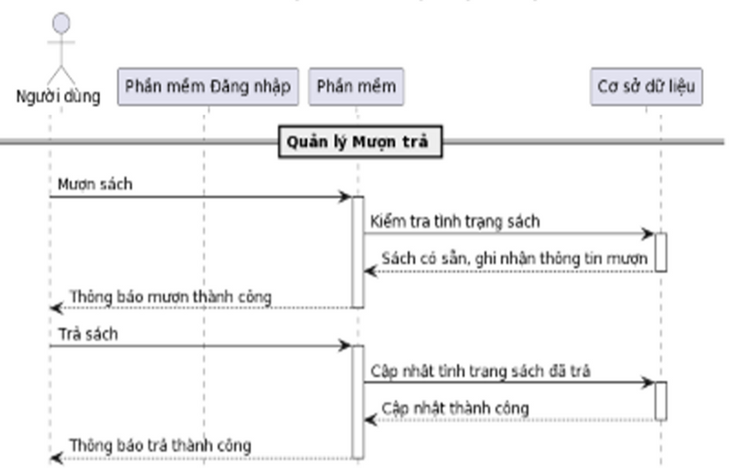 Người dùng
Phần mềm Đăng nhập
Phần mềm
Cơ sở dữ liệu
Quản lý Mượn trả
Mượn sách
Kiểm tra tình trạng sách
Sách có sẵn, ghi nhận thông tin mượn
Thông báo mượn thành công
Trả sách
Cập nhật tình trạng sách đã trả
Cập nhật thành công
Thông báo trả thành công